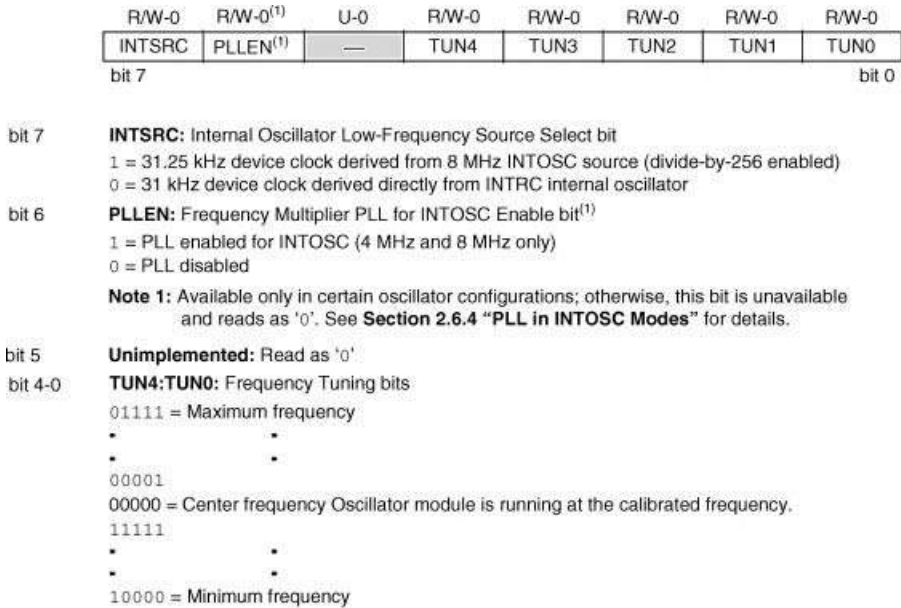 R/W-0 R/W-0(1) U-0 R/W-0 R/W-0 R/W-0 R/W-0 R/W-0
INTSRC PLLEN(1) — TUN4 TUN3 TUN2 TUN1 TUN0
bit 7 bit 0
bit 7 INTSRC: Internal Oscillator Low-Frequency Source Select bit
1 = 31.25 kHz device clock derived from 8 MHz INTOSC source (divide-by-256 enabled)
0 = 31 kHz device clock derived directly from INTRC internal oscillator
bit 6 PLLEN: Frequency Multiplier PLL for INTOSC Enable bit(1)
1 = PLL enabled for INTOSC (4 MHz and 8 MHz only)
0 = PLL disabled
Note 1: Available only in certain oscillator configurations; otherwise, this bit is unavailable
and reads as '0'. See Section 2.6.4 "PLL in INTOSC Modes" for details.
bit 5 Unimplemented: Read as '0'
bit 4-0 TUN4:TUN0: Frequency Tuning bits
01111 = Maximum frequency
• •
• •
00001
00000 = Center frequency Oscillator module is running at the calibrated frequency.
11111
• •
• •
10000 = Minimum frequency